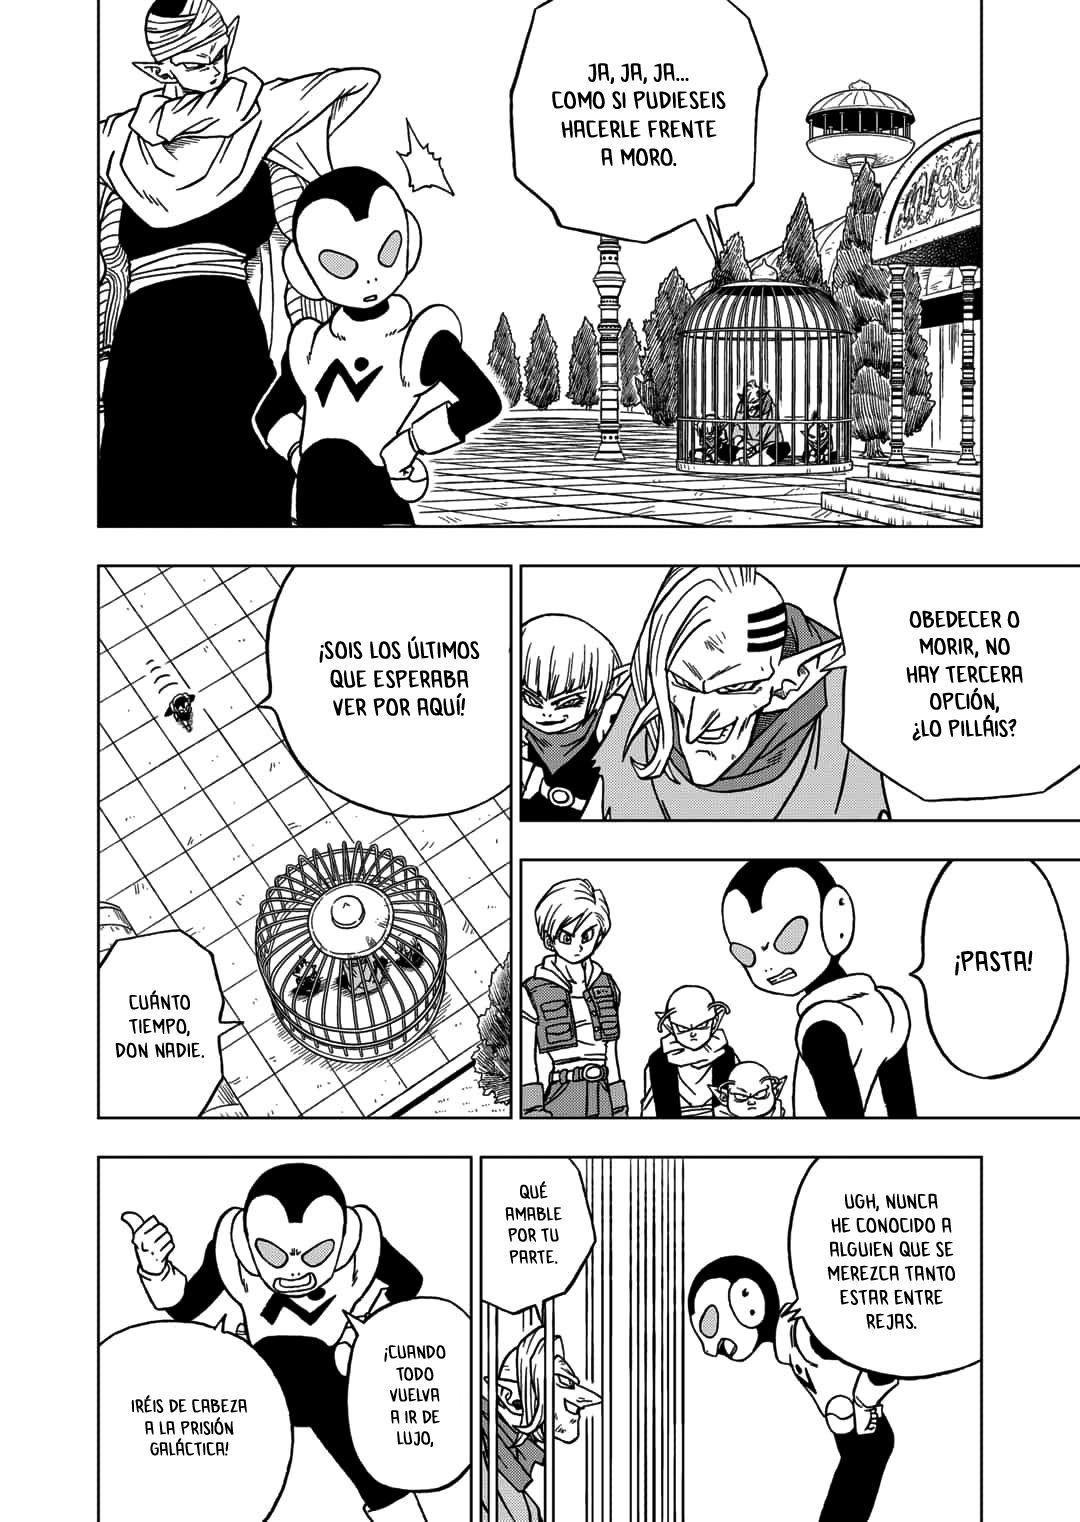 JA, JA, JA...
COMO SI PUDIESEIS
HACERLE FRENTE
A MORO.
OBEDECER O
MORIR, NO
HAY TERCERA
OPCIÓN,
¿LO PILLÁIS?
¡SOIS LOS ÚLTIMOS
QUE ESPERABA
VER POR AQUÍ!
¡PASTA!
CUÁNTO
TIEMPO,
DON NADIE.
UGH, NUNCA
HE CONOCIDO A
ALGUIEN QUE SE
MEREZCA TANTO
ESTAR ENTRE
REJAS.
QUÉ
AMABLE
POR TU
PARTE.
¡CUANDO
TODO
VUELVA
A IR DE
LUJO,
IRÉIS DE CABEZA
A LA PRISIÓN
GALÁCTICA!